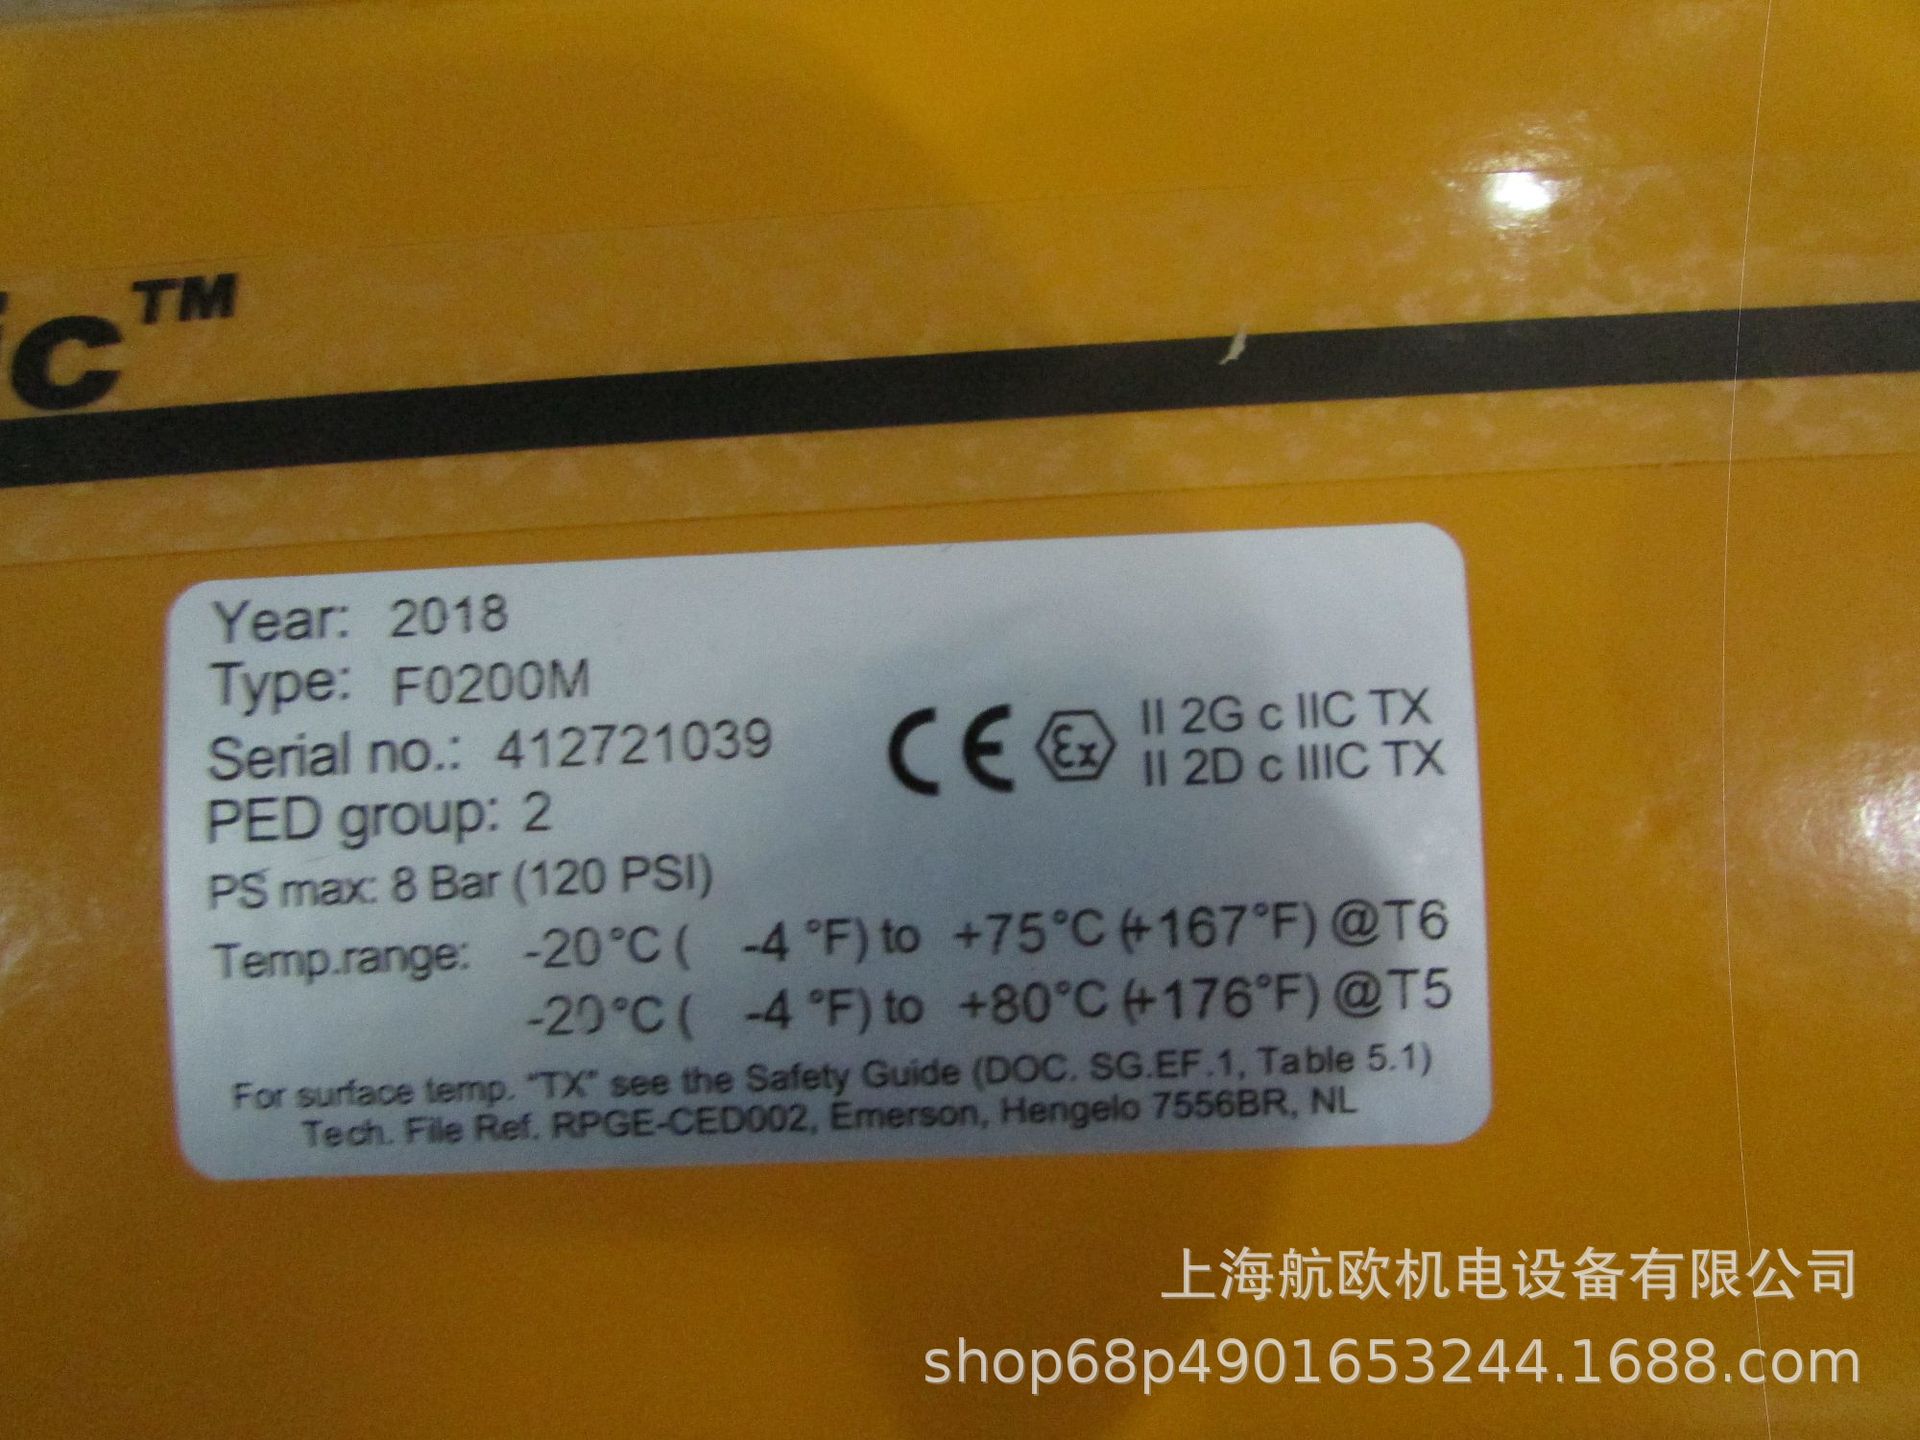 ic™
Year: 2018
Type: F0200M
Serial no.: 412721039
PED group: 2
PS max: 8 Bar (120 PSI)
CE Ex II 2G c IIC TX
II 2D c IIIC TX
Temp.range: -20°C ( -4 °F) to +75°C (+167°F) @T6
-20°C ( -4 °F) to +80°C (+176°F) @T5
For surface temp. "TX" see the Safety Guide (DOC. SG.EF.1, Table 5.1)
Tech. File Ref. RPGE-CED002, Emerson, Hengelo 7556BR, NL
上海航欧机电设备有限公司
shop68p4901653244.1688.com